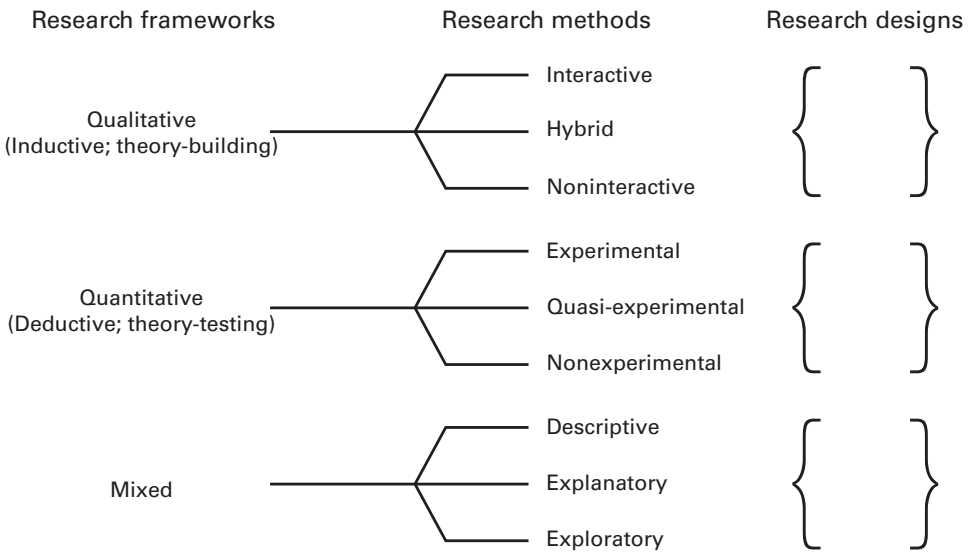 Research frameworks
Research methods
Research designs
Interactive
Qualitative
(Inductive; theory-building)
Hybrid
Noninteractive
Experimental
Quantitative
(Deductive; theory-testing)
Quasi-experimental
Nonexperimental
Descriptive
Mixed
Explanatory
Exploratory